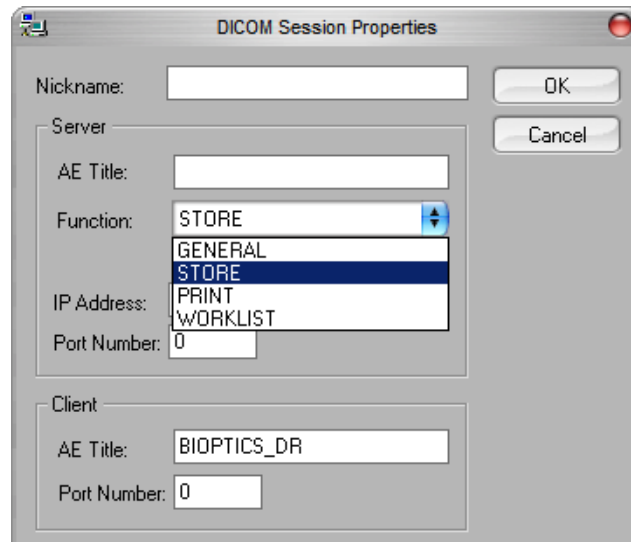 DICOM Session Properties
Nickname:
OK
Server
Cancel
AE Title:
Function: STORE
GENERAL
STORE
PRINT
WORKLIST
IP Address:
Port Number: 0
Client
AE Title: BIOPTICS_DR
Port Number: 0